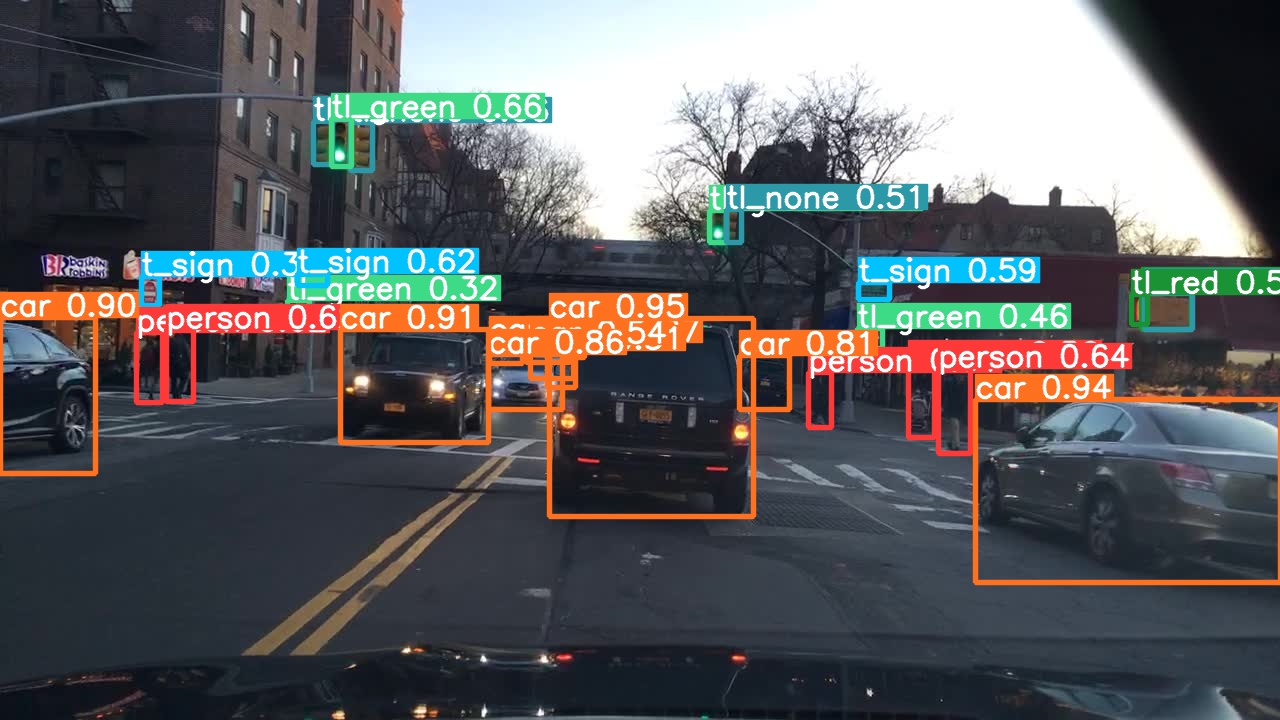 tl_green 0.66
tl_none 0.51
BR baskin robbins
t_sign 0.3
t_sign 0.62
t_sign 0.59
tl_red 0.5
tl_green 0.32
car 0.90
person 0.6
car 0.91
car 0.95
tl_green 0.46
car 0.86
car 0.81
person
person 0.64
car 0.94
RANGE ROVER